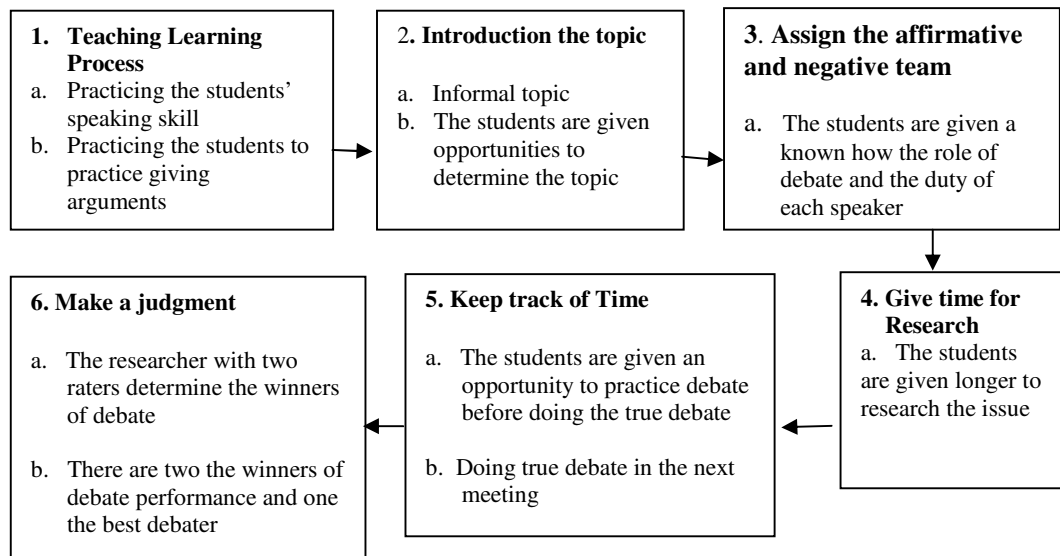 1. Teaching Learning
Process
a. Practicing the students’
speaking skill
b. Practicing the students to
practice giving
arguments
2. Introduction the topic
a. Informal topic
b. The students are given
opportunities to
determine the topic
3. Assign the affirmative
and negative team
a. The students are given a
known how the role of
debate and the duty of
each speaker
4. Give time for
Research
a. The students
are given longer to
research the issue
5. Keep track of Time
a. The students are given an
opportunity to practice debate
before doing the true debate
b. Doing true debate in the next
meeting
6. Make a judgment
a. The researcher with two
raters determine the winners
of debate
b. There are two the winners of
debate performance and one
the best debater